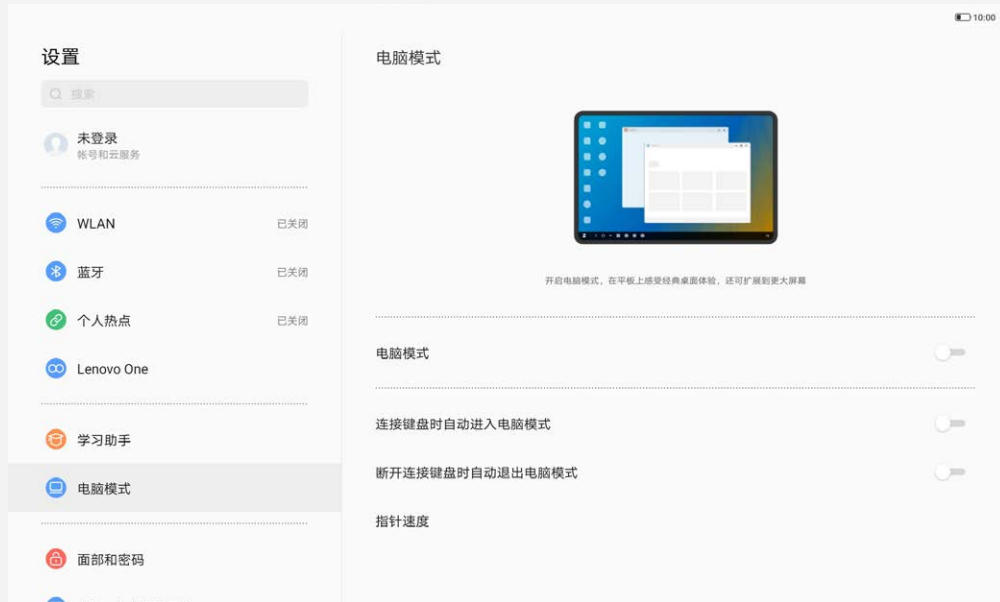 10:00
设置
搜索
未登录
帐号和云服务
WLAN 已关闭
蓝牙 已关闭
个人热点 已关闭
Lenovo One
学习助手
电脑模式
面部和密码
电脑模式
开启电脑模式，在平板上感受经典桌面体验，还可扩展到更大屏幕
电脑模式
连接键盘时自动进入电脑模式
断开连接键盘时自动退出电脑模式
指针速度